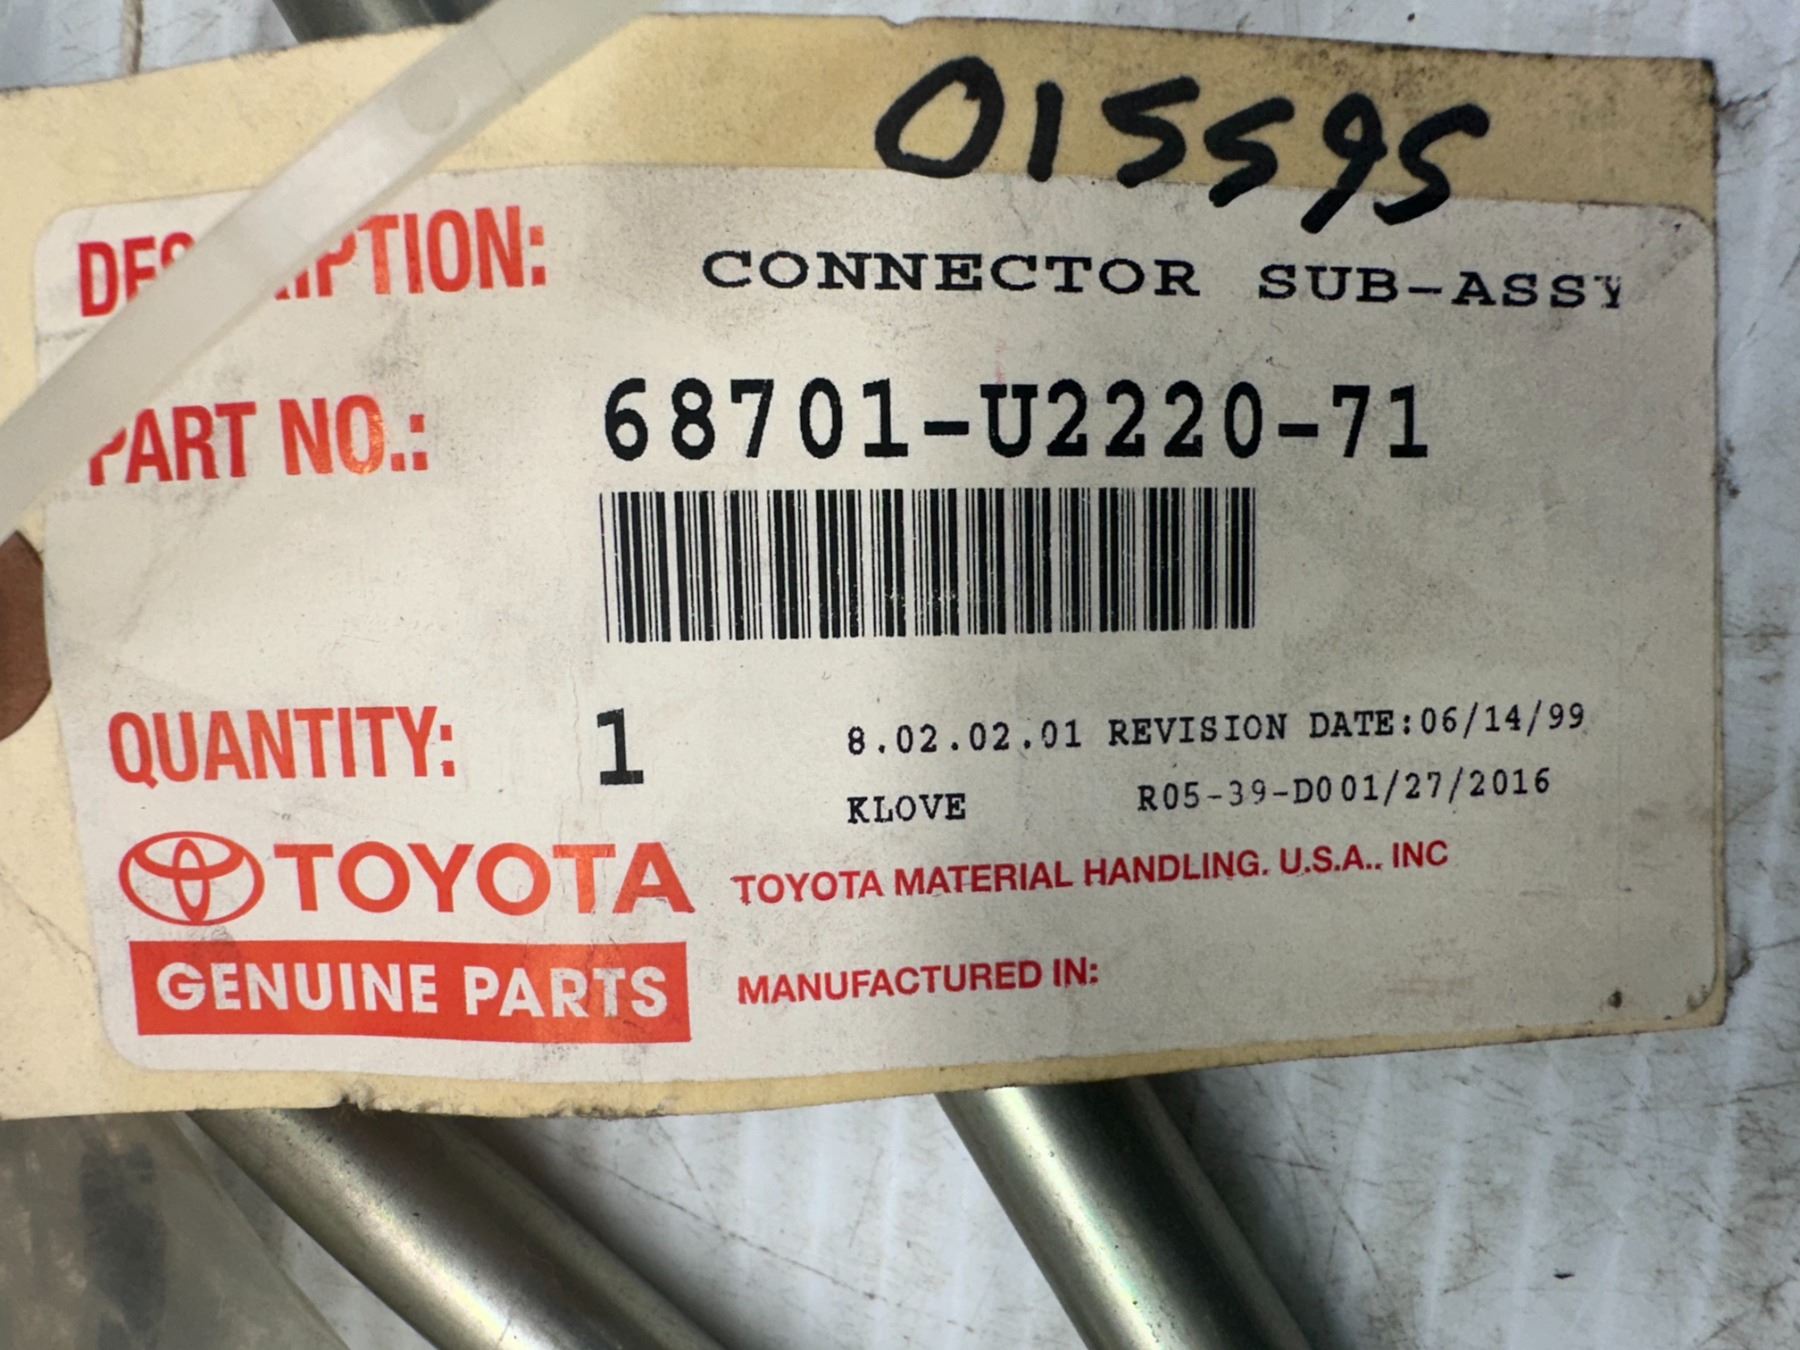 015595
DESCRIPTION: CONNECTOR SUB-ASSY
PART NO.: 68701-U2220-71
QUANTITY: 1 8.02.02.01 REVISION DATE:06/14/99
KLOVE R05-39-D001/27/2016
TOYOTA TOYOTA MATERIAL HANDLING. U.S.A.. INC
GENUINE PARTS MANUFACTURED IN: